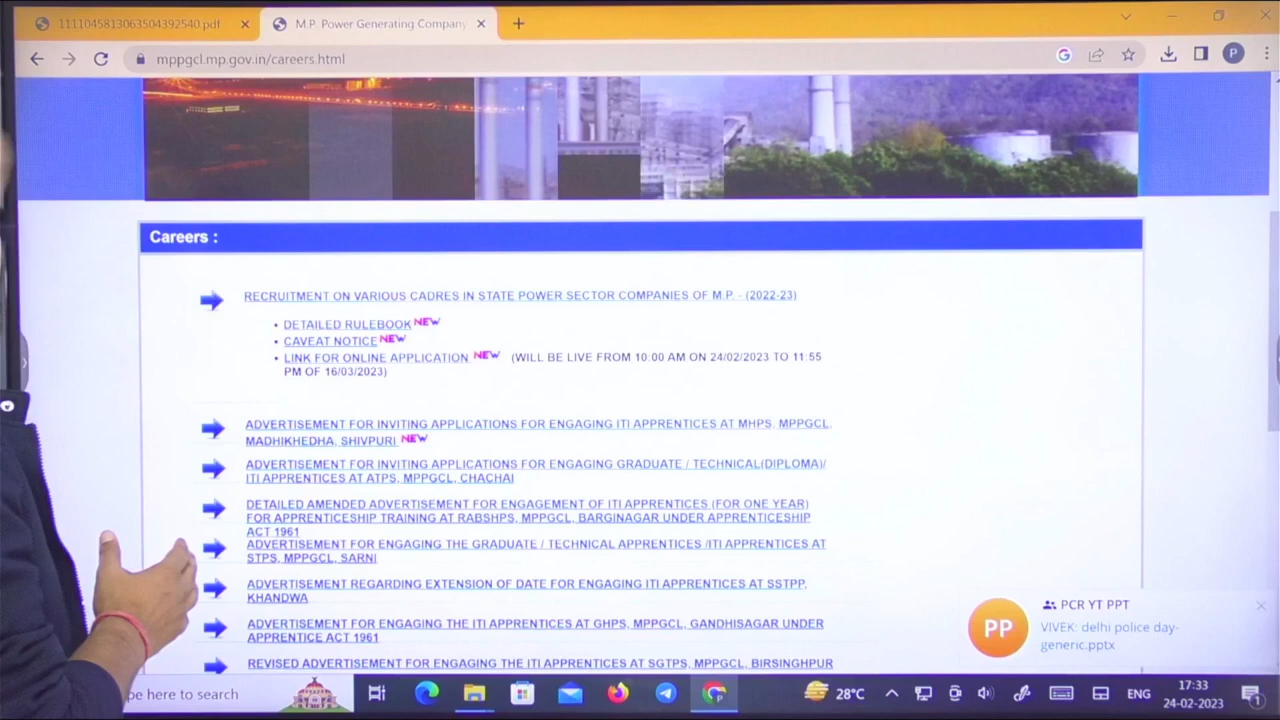 1111045813063504392540.pdf
M.P. Power Generating Company
mppgcl.mp.gov.in/careers.html
P
Careers :
RECRUITMENT ON VARIOUS CADRES IN STATE POWER SECTOR COMPANIES OF M.P. - (2022-23)
• DETAILED RULEBOOK NEW
• CAVEAT NOTICE NEW
• LINK FOR ONLINE APPLICATION NEW (WILL BE LIVE FROM 10:00 AM ON 24/02/2023 TO 11:55
PM OF 16/03/2023)
ADVERTISEMENT FOR INVITING APPLICATIONS FOR ENGAGING ITI APPRENTICES AT MHPS, MPPGCL,
MADHIKHEDHA, SHIVPURI NEW
ADVERTISEMENT FOR INVITING APPLICATIONS FOR ENGAGING GRADUATE / TECHNICAL(DIPLOMA)/
ITI APPRENTICES AT ATPS, MPPGCL, CHACHAI
DETAILED AMENDED ADVERTISEMENT FOR ENGAGEMENT OF ITI APPRENTICES (FOR ONE YEAR)
FOR APPRENTICESHIP TRAINING AT RABSHPS, MPPGCL, BARGINAGAR UNDER APPRENTICESHIP
ACT 1961
ADVERTISEMENT FOR ENGAGING THE GRADUATE / TECHNICAL APPRENTICES /ITI APPRENTICES AT
STPS, MPPGCL, SARNI
ADVERTISEMENT REGARDING EXTENSION OF DATE FOR ENGAGING ITI APPRENTICES AT SSTPP,
KHANDWA
ADVERTISEMENT FOR ENGAGING THE ITI APPRENTICES AT GHPS, MPPGCL, GANDHISAGAR UNDER
APPRENTICE ACT 1961
REVISED ADVERTISEMENT FOR ENGAGING THE ITI APPRENTICES AT SGTPS, MPPGCL, BIRSINGHPUR
PP
PCR YT PPT
VIVEK: delhi police day-
generic.pptx
pe here to search
28°C
ENG
17:33
24-02-2023
1